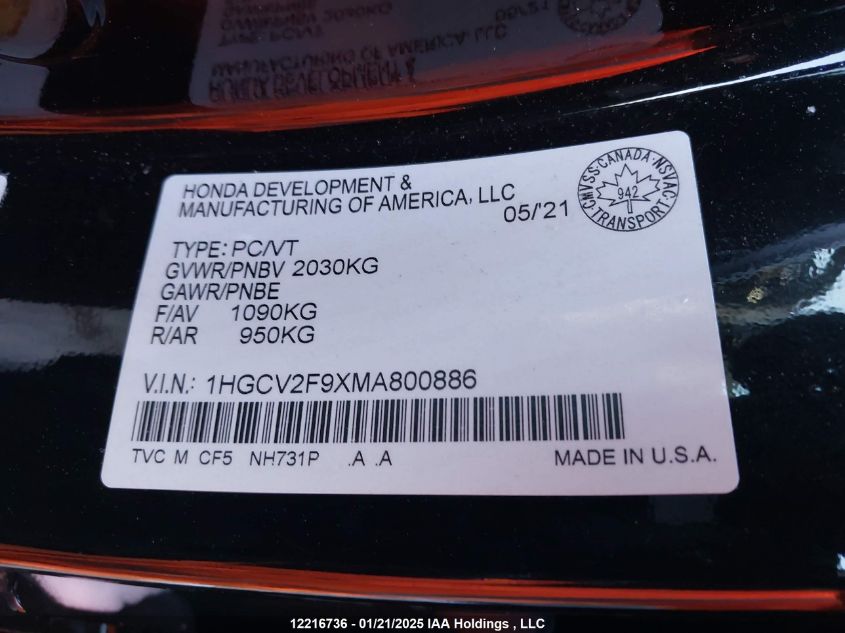 HONDA DEVELOPMENT &
MANUFACTURING OF AMERICA, LLC
05/'21
CMVSS·CANADA·NSVAC
942
TRANSPORT
TYPE: PC/VT
GVWR/PNBV 2030KG
GAWR/PNBE
F/AV 1090KG
R/AR 950KG
V.I.N.: 1HGCV2F9XMA800886
TVC M CF5 NH731P .A .A
MADE IN U.S.A.
12216736 - 01/21/2025 IAA Holdings , LLC